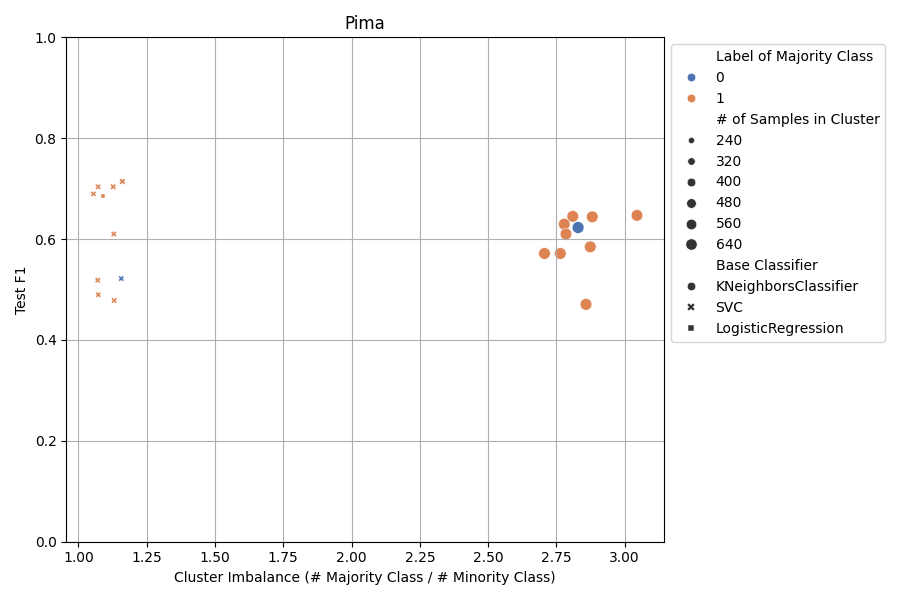 Pima
1.0
0.8
0.6
0.4
0.2
0.0
Test F1
1.00 1.25 1.50 1.75 2.00 2.25 2.50 2.75 3.00
Cluster Imbalance (# Majority Class / # Minority Class)
Label of Majority Class
0
1
# of Samples in Cluster
240
320
400
480
560
640
Base Classifier
KNeighborsClassifier
SVC
LogisticRegression